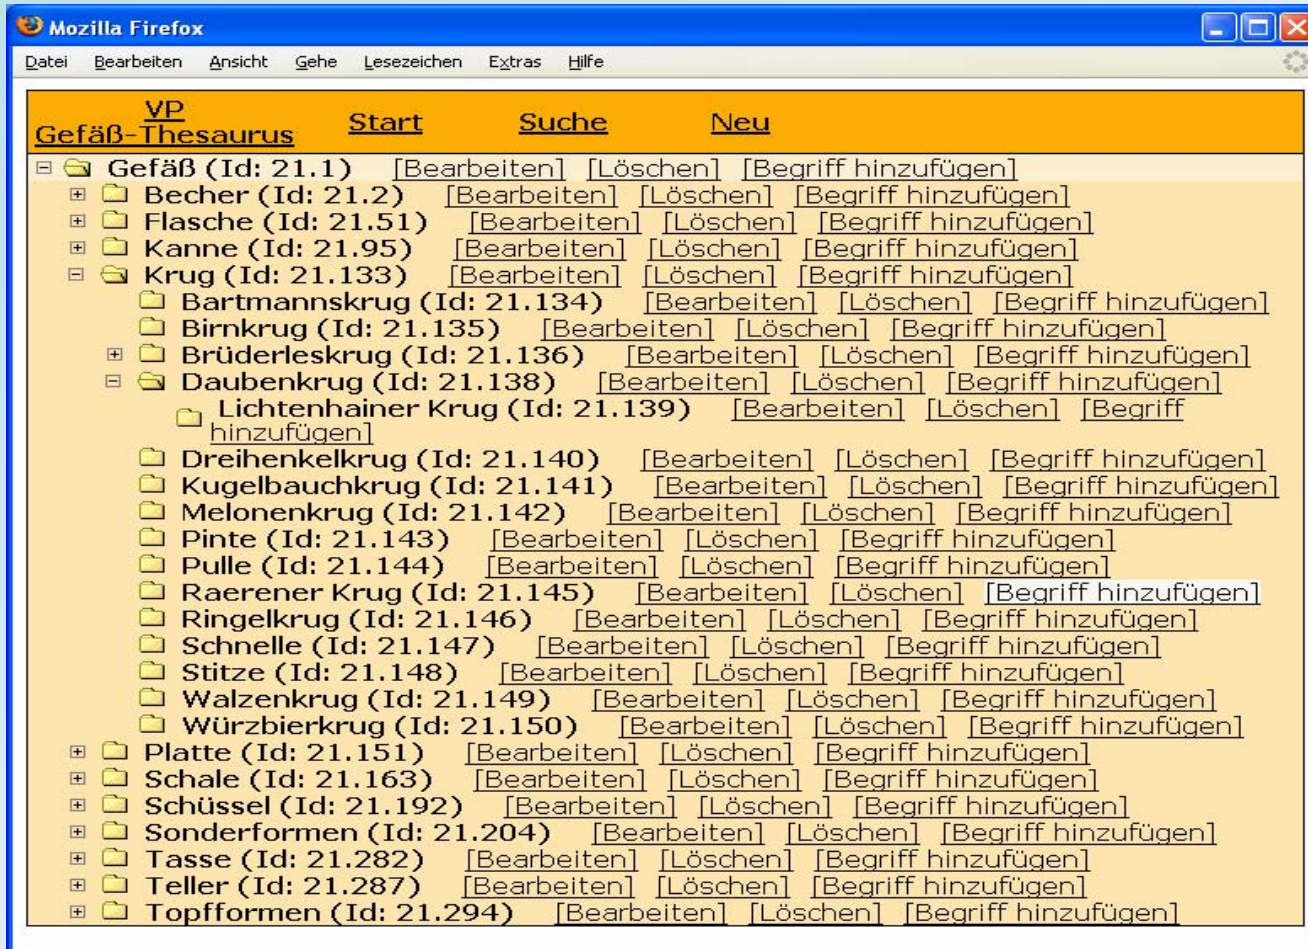 Mozilla Firefox
Datei Bearbeiten Ansicht Gehe Lesezeichen Extras Hilfe
VP
Gefäß-Thesaurus Start Suche Neu
Gefäß (Id: 21.1) [Bearbeiten] [Löschen] [Begriff hinzufügen]
Becher (Id: 21.2) [Bearbeiten] [Löschen] [Begriff hinzufügen]
Flasche (Id: 21.51) [Bearbeiten] [Löschen] [Begriff hinzufügen]
Kanne (Id: 21.95) [Bearbeiten] [Löschen] [Begriff hinzufügen]
Krug (Id: 21.133) [Bearbeiten] [Löschen] [Begriff hinzufügen]
Bartmannskrug (Id: 21.134) [Bearbeiten] [Löschen] [Begriff hinzufügen]
Birnkrug (Id: 21.135) [Bearbeiten] [Löschen] [Begriff hinzufügen]
Brüderleskrug (Id: 21.136) [Bearbeiten] [Löschen] [Begriff hinzufügen]
Daubenkrug (Id: 21.138) [Bearbeiten] [Löschen] [Begriff hinzufügen]
Lichtenhainer Krug (Id: 21.139) [Bearbeiten] [Löschen] [Begriff
hinzufügen]
Dreihenkelkrug (Id: 21.140) [Bearbeiten] [Löschen] [Begriff hinzufügen]
Kugelbauchkrug (Id: 21.141) [Bearbeiten] [Löschen] [Begriff hinzufügen]
Melonenkrug (Id: 21.142) [Bearbeiten] [Löschen] [Begriff hinzufügen]
Pinte (Id: 21.143) [Bearbeiten] [Löschen] [Begriff hinzufügen]
Pulle (Id: 21.144) [Bearbeiten] [Löschen] [Begriff hinzufügen]
Raerener Krug (Id: 21.145) [Bearbeiten] [Löschen] [Begriff hinzufügen]
Ringelkrug (Id: 21.146) [Bearbeiten] [Löschen] [Begriff hinzufügen]
Schnelle (Id: 21.147) [Bearbeiten] [Löschen] [Begriff hinzufügen]
Stitze (Id: 21.148) [Bearbeiten] [Löschen] [Begriff hinzufügen]
Walzenkrug (Id: 21.149) [Bearbeiten] [Löschen] [Begriff hinzufügen]
Würzbierkrug (Id: 21.150) [Bearbeiten] [Löschen] [Begriff hinzufügen]
Platte (Id: 21.151) [Bearbeiten] [Löschen] [Begriff hinzufügen]
Schale (Id: 21.163) [Bearbeiten] [Löschen] [Begriff hinzufügen]
Schüssel (Id: 21.192) [Bearbeiten] [Löschen] [Begriff hinzufügen]
Sonderformen (Id: 21.204) [Bearbeiten] [Löschen] [Begriff hinzufügen]
Tasse (Id: 21.282) [Bearbeiten] [Löschen] [Begriff hinzufügen]
Teller (Id: 21.287) [Bearbeiten] [Löschen] [Begriff hinzufügen]
Topfformen (Id: 21.294) [Bearbeiten] [Löschen] [Begriff hinzufügen]